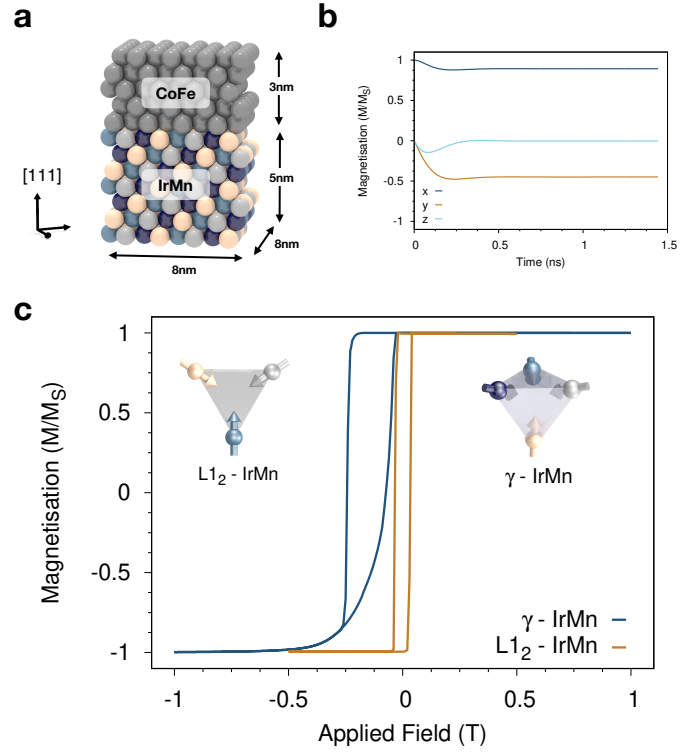 a
CoFe
IrMn
[111]
3nm
5nm
8nm
8nm
b
Magnetisation (M/MS)
1
0.5
0
-0.5
-1
x
y
z
0
0.5
1
1.5
Time (ns)
c
Magnetisation (M/MS)
1
0.5
0
-0.5
-1
L12 - IrMn
γ - IrMn
γ - IrMn
L12 - IrMn
-1
-0.5
0
0.5
1
Applied Field (T)